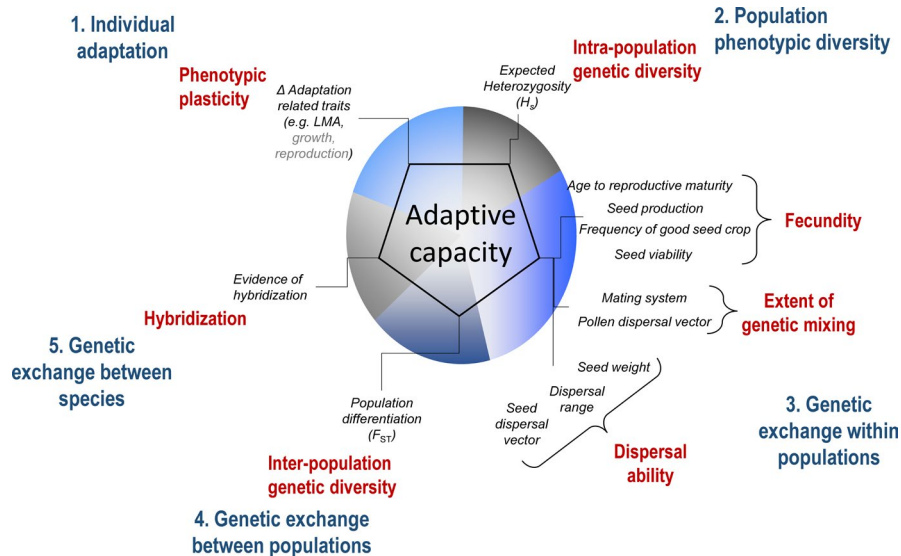 1. Individual
adaptation
Phenotypic
plasticity
Δ Adaptation
related traits
(e.g. LMA,
growth,
reproduction)
2. Population
phenotypic diversity
Intra-population
genetic diversity
Expected
Heterozygosity
(Hs)
Adaptive
capacity
Age to reproductive maturity
Seed production
Frequency of good seed crop
Seed viability
Fecundity
Mating system
Pollen dispersal vector
Extent of
genetic mixing
Seed weight
Dispersal
range
Seed
dispersal
vector
Dispersal
ability
3. Genetic
exchange within
populations
Population
differentiation
(FST)
Inter-population
genetic diversity
4. Genetic exchange
between populations
Evidence of
hybridization
Hybridization
5. Genetic
exchange between
species